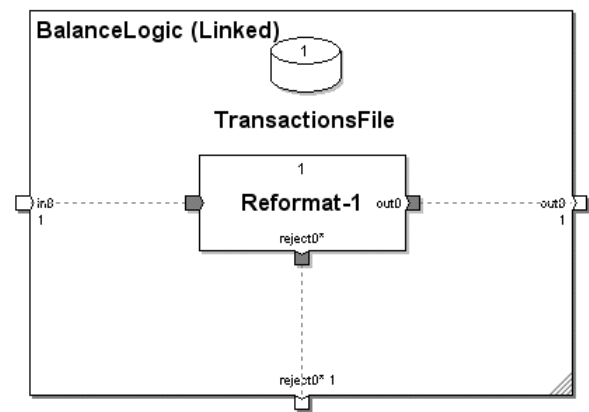 BalanceLogic (Linked)
1
TransactionsFile
1
in0
Reformat-1
out0
out0
1
1
reject0*
reject0* 1